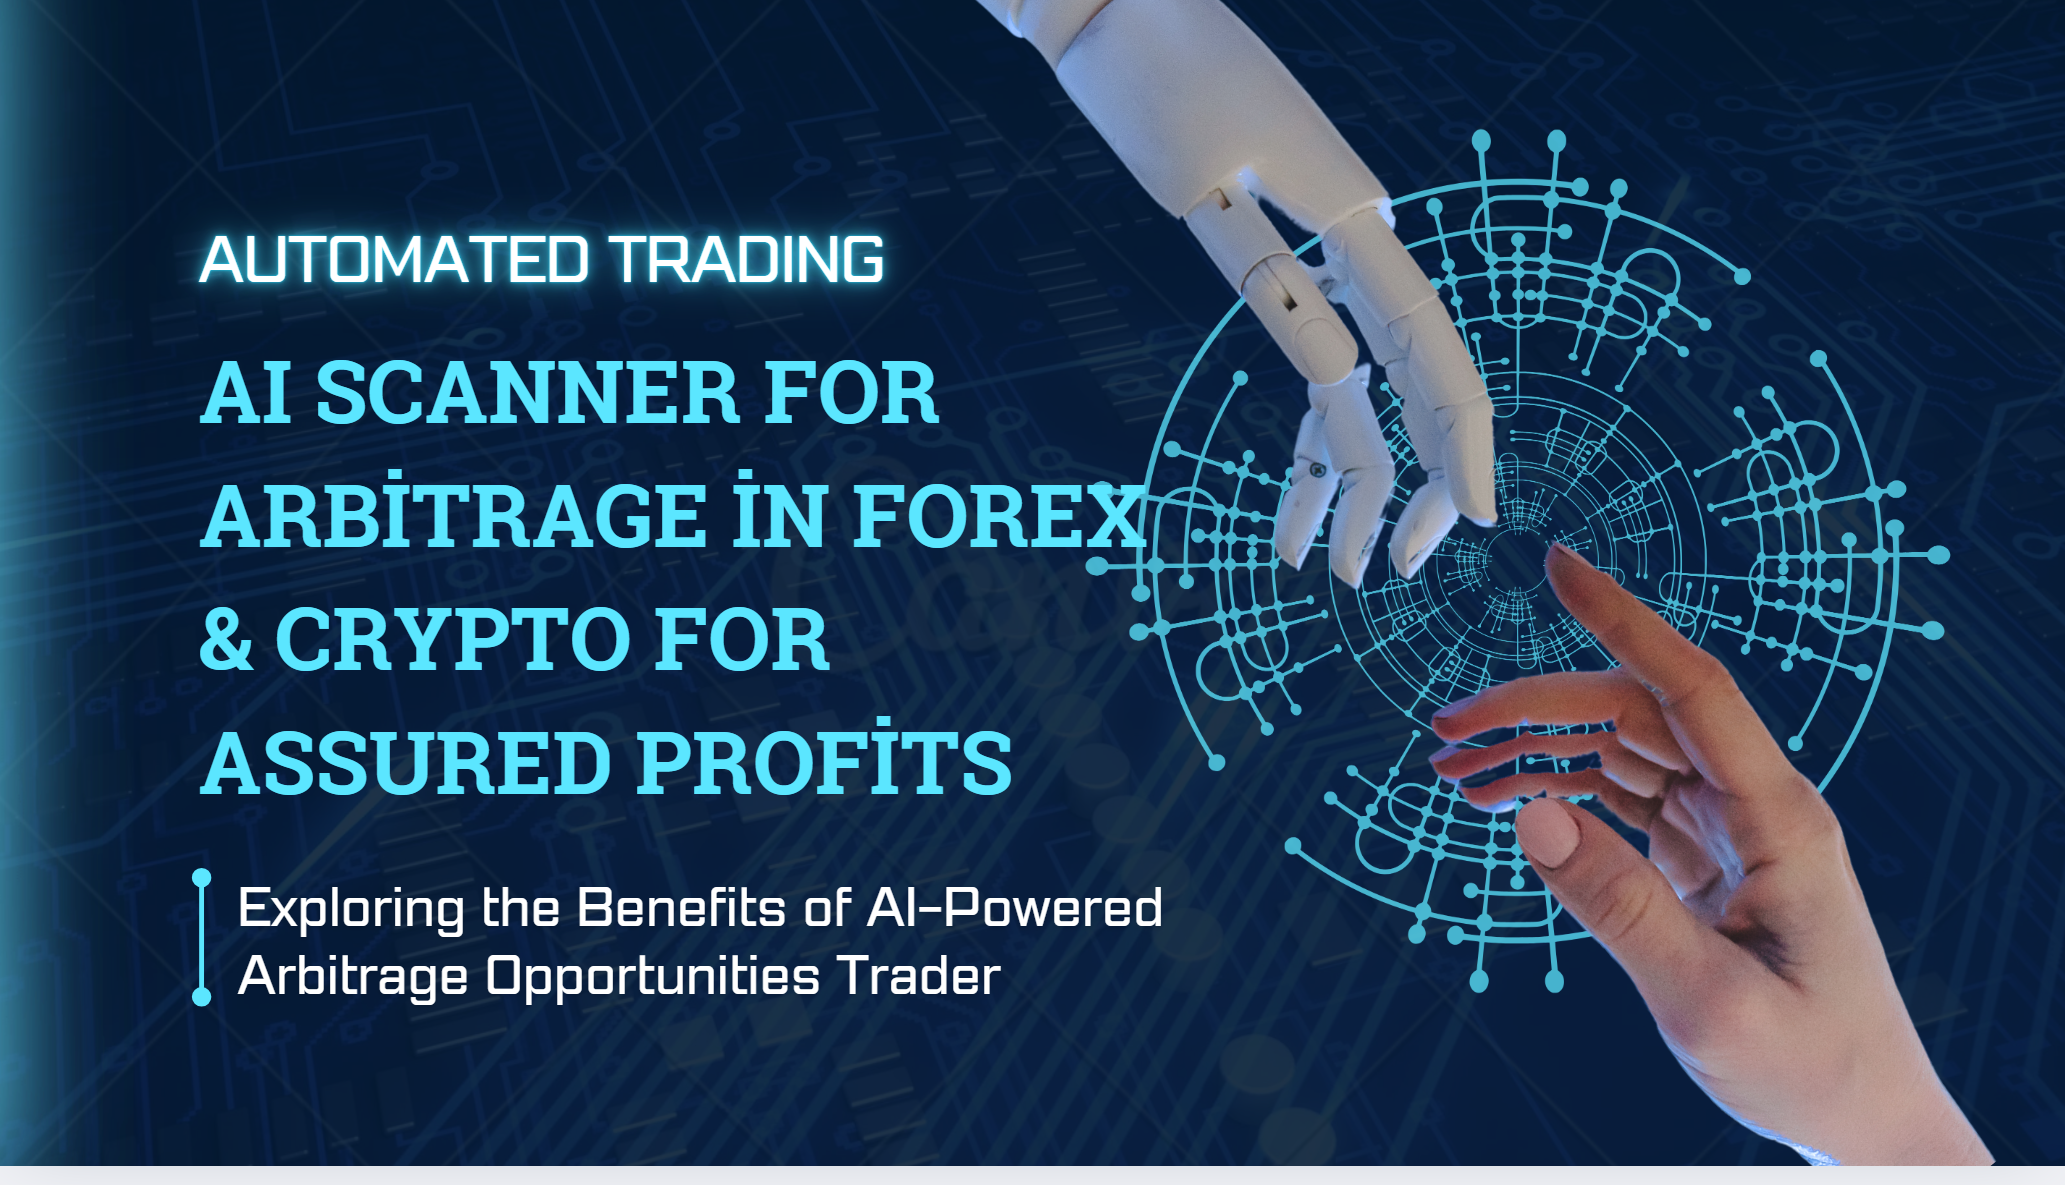 AUTOMATED TRADING
AI SCANNER FOR
ARBİTRAGE İN FOREX
& CRYPTO FOR
ASSURED PROFİTS
Exploring the Benefits of AI-Powered
Arbitrage Opportunities Trader